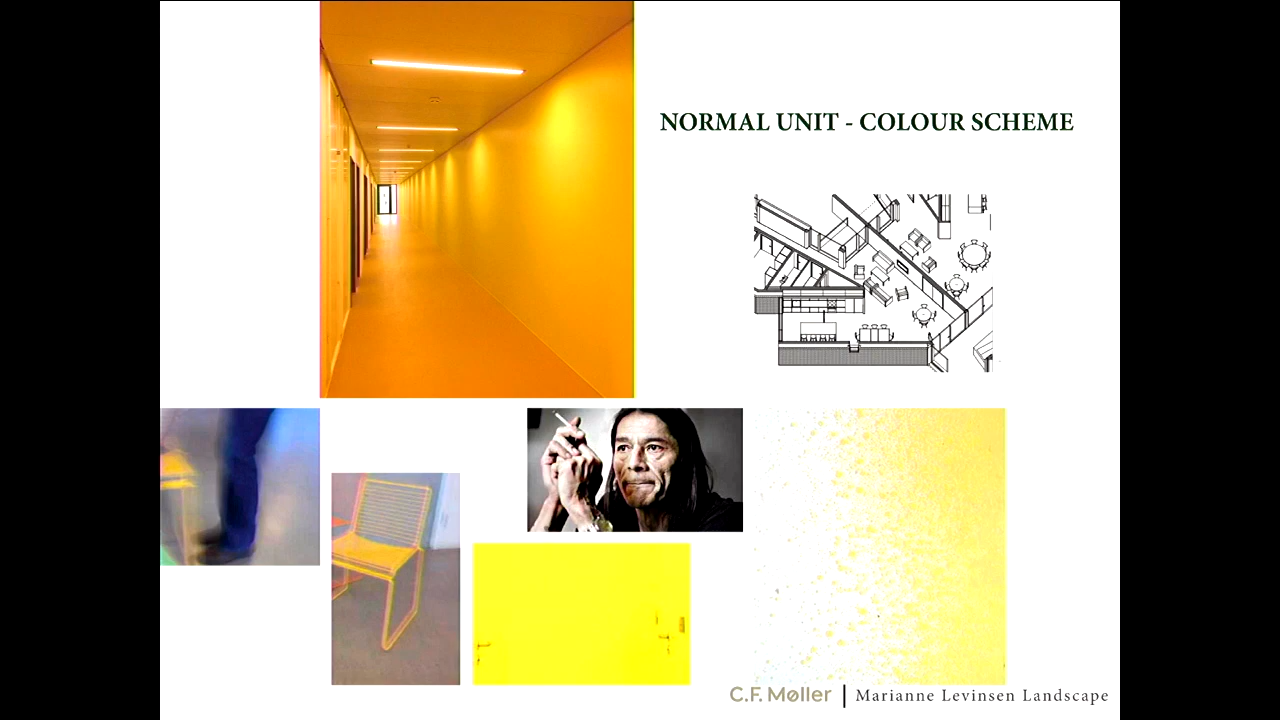 NORMAL UNIT - COLOUR SCHEME
C.F. Møller | Marianne Levinsen Landscape